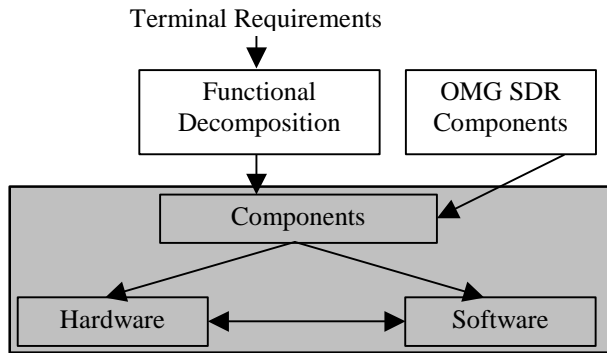 Terminal Requirements
Functional
Decomposition
OMG SDR
Components
Components
Hardware
Software